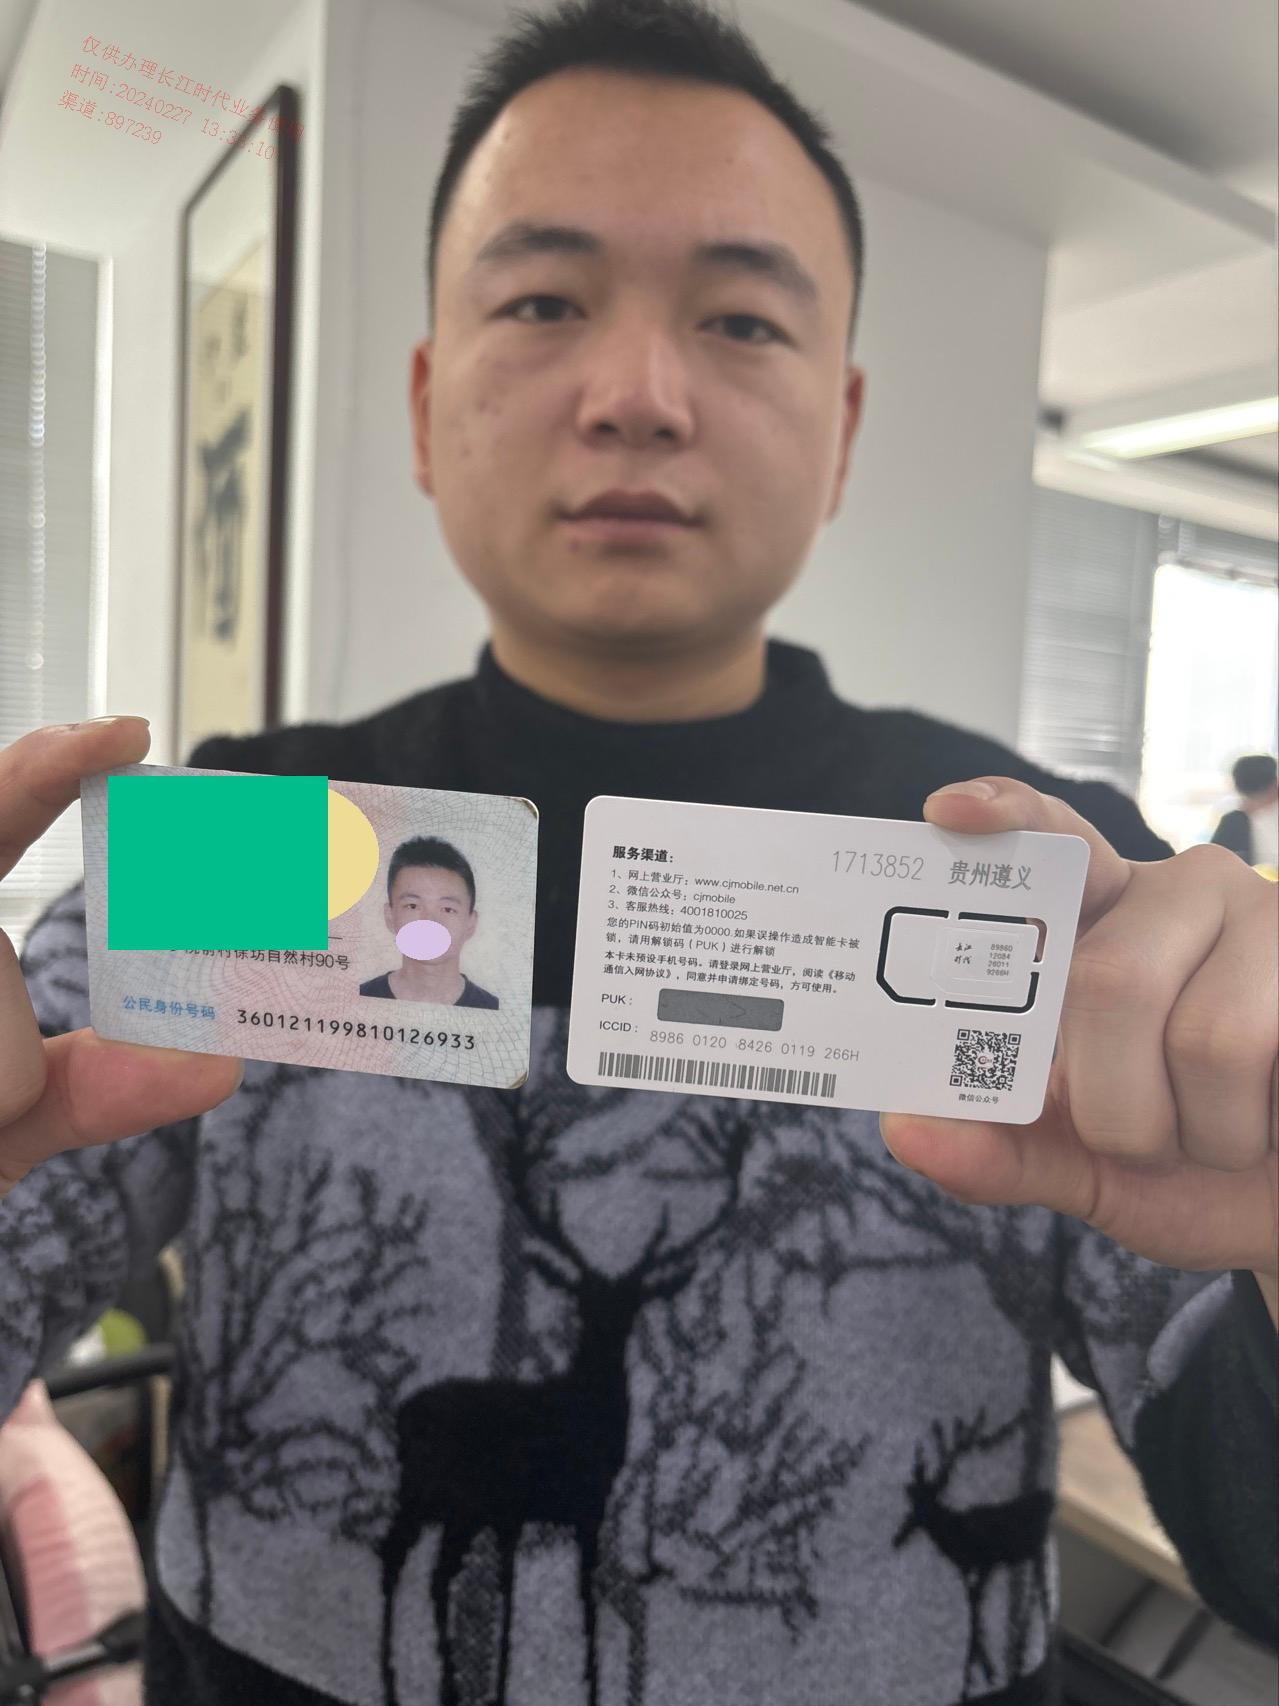 仅供办理长江时代业务使用
时间:20240227 13:3 :10
渠道:897239
前村徐坊自然村90号
公民身份号码 360121199810126933
1713852 贵州遵义
服务渠道：
1、网上营业厅：www.cjmobile.net.cn
2、微信公众号：cjmobile
3、客服热线：4001810025
您的PIN码初始值为0000.如果误操作造成智能卡被
锁，请用解锁码（PUK）进行解锁
本卡未预设手机号码。请登录网上营业厅，阅读《移动
通信入网协议》，同意并申请绑定号码，方可使用。
PUK：
ICCID： 8986 0120 8426 0119 266H
长江
时代
89860
12084
26011
9266H
微信公众号